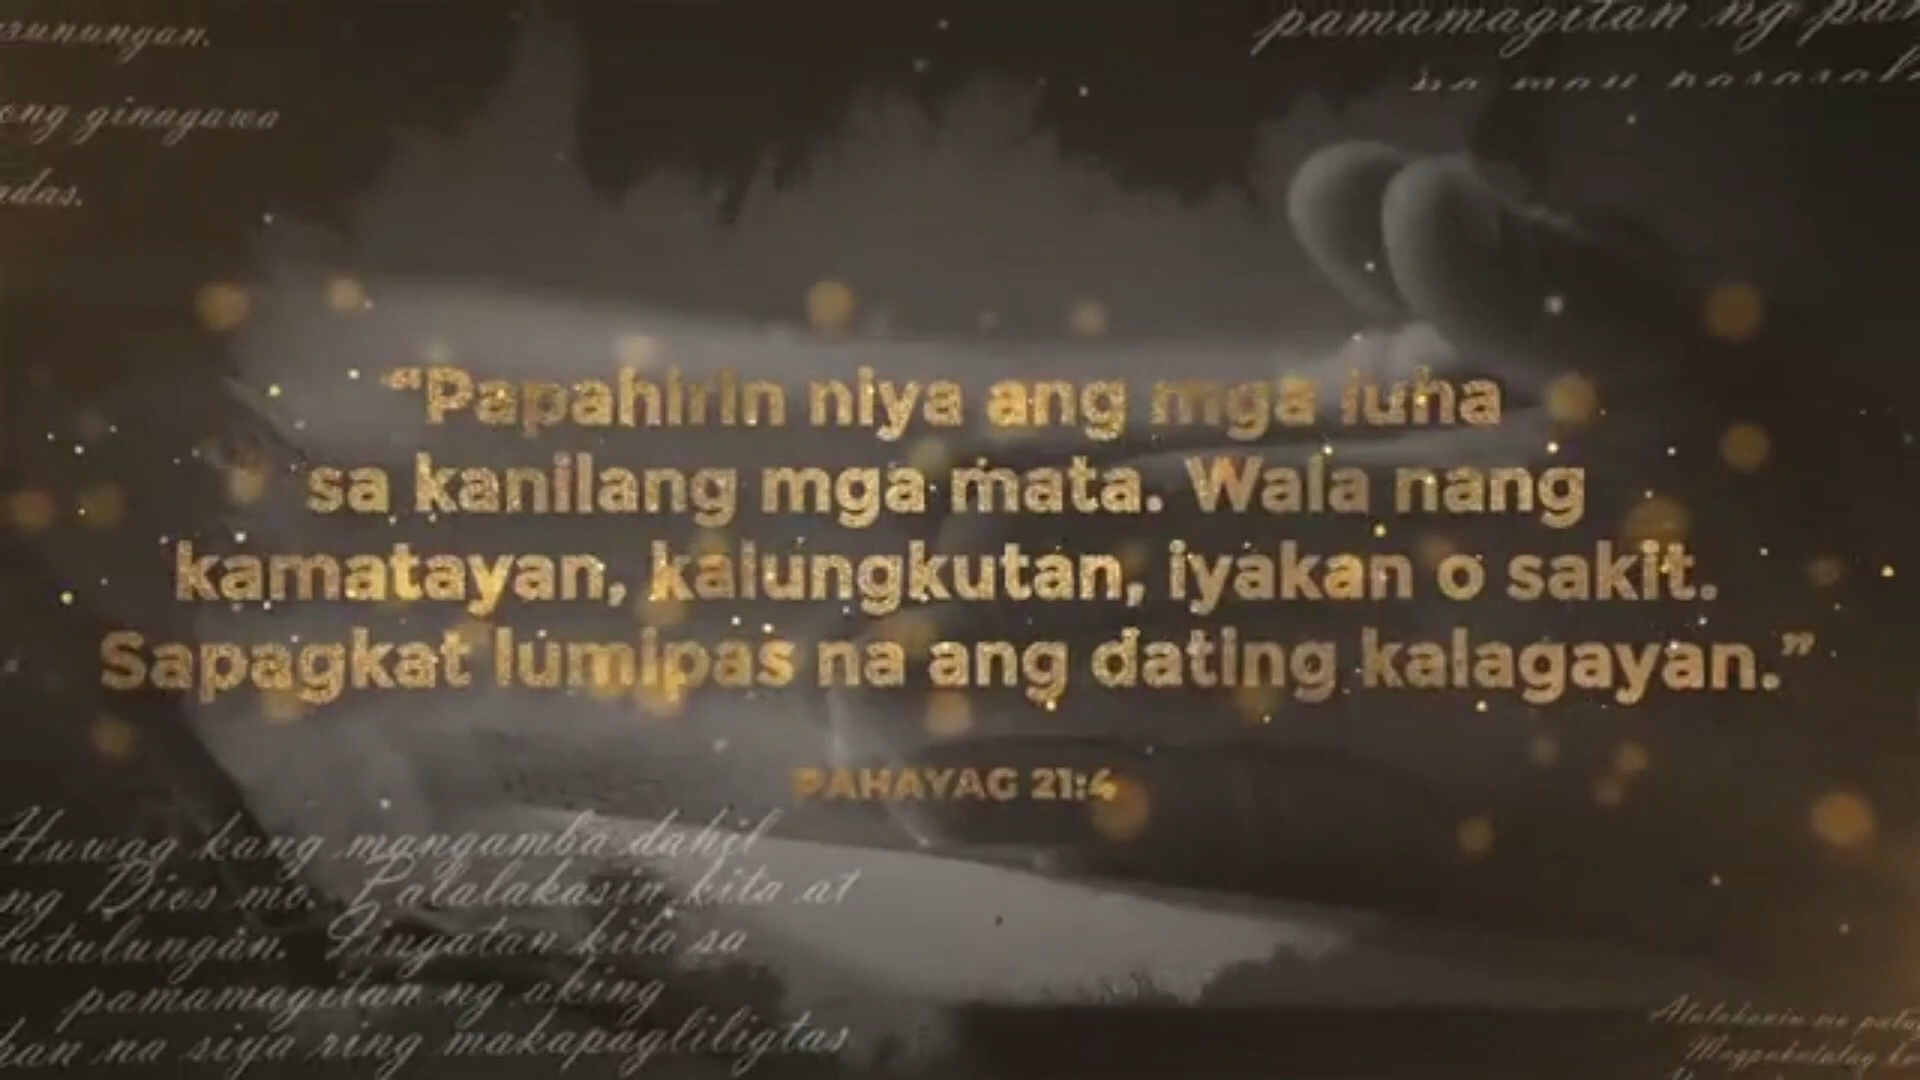 ong ginagawa
pamamagitan ng
“Papahirin niya ang mga luha
sa kanilang mga mata. Wala nang
kamatayan, kalungkutan, iyakan o sakit.
Sapagkat lumipas na ang dating kalagayan.”
PAHAYAG 21:4
Huwag kang mangamba dahil
ng Dios mo. Palalakasin kita at
tutulungan. Iingatan kita sa
pamamagitan ng aking
na siya ring makapagliligtas